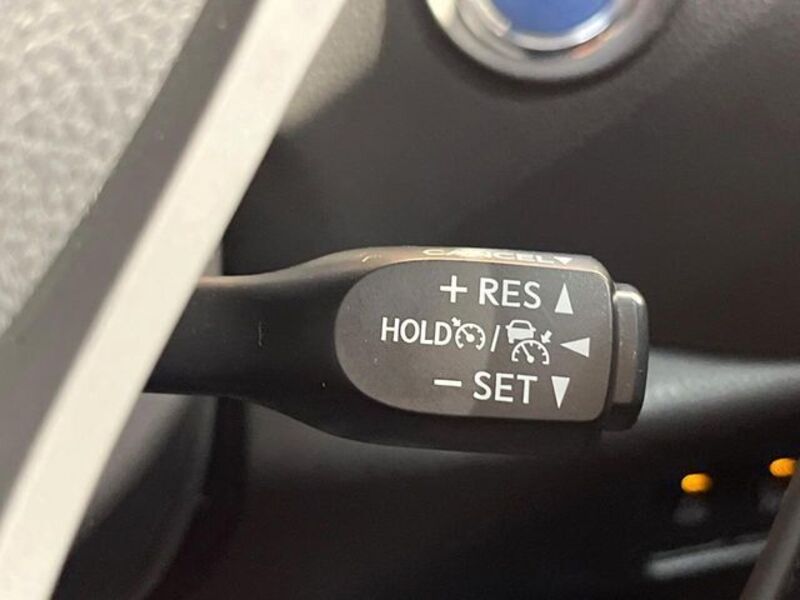 CANCEL▼
+ RES ▲
HOLD / ◀
− SET ▼